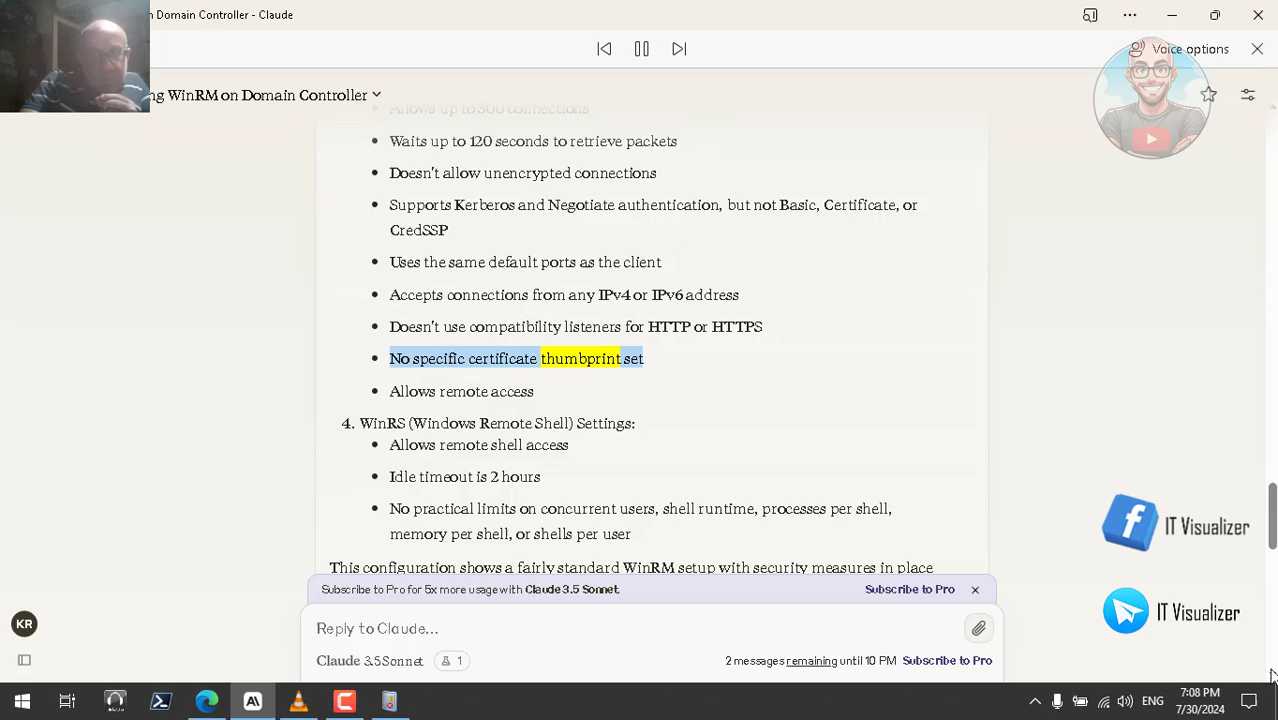 n Domain Controller - Claude
Voice options
ng WinRM on Domain Controller
Allows up to 300 connections
Waits up to 120 seconds to retrieve packets
Doesn't allow unencrypted connections
Supports Kerberos and Negotiate authentication, but not Basic, Certificate, or
CredSSP
Uses the same default ports as the client
Accepts connections from any IPv4 or IPv6 address
Doesn't use compatibility listeners for HTTP or HTTPS
No specific certificate thumbprint set
Allows remote access
4. WinRS (Windows Remote Shell) Settings:
Allows remote shell access
Idle timeout is 2 hours
No practical limits on concurrent users, shell runtime, processes per shell,
memory per shell, or shells per user
This configuration shows a fairly standard WinRM setup with security measures in place
Subscribe to Pro for 5x more usage with Claude 3.5 Sonnet. Subscribe to Pro
Reply to Claude...
Claude 3.5 Sonnet 1
2 messages remaining until 10 PM Subscribe to Pro
IT Visualizer
IT Visualizer
KR
ENG
7:08 PM
7/30/2024